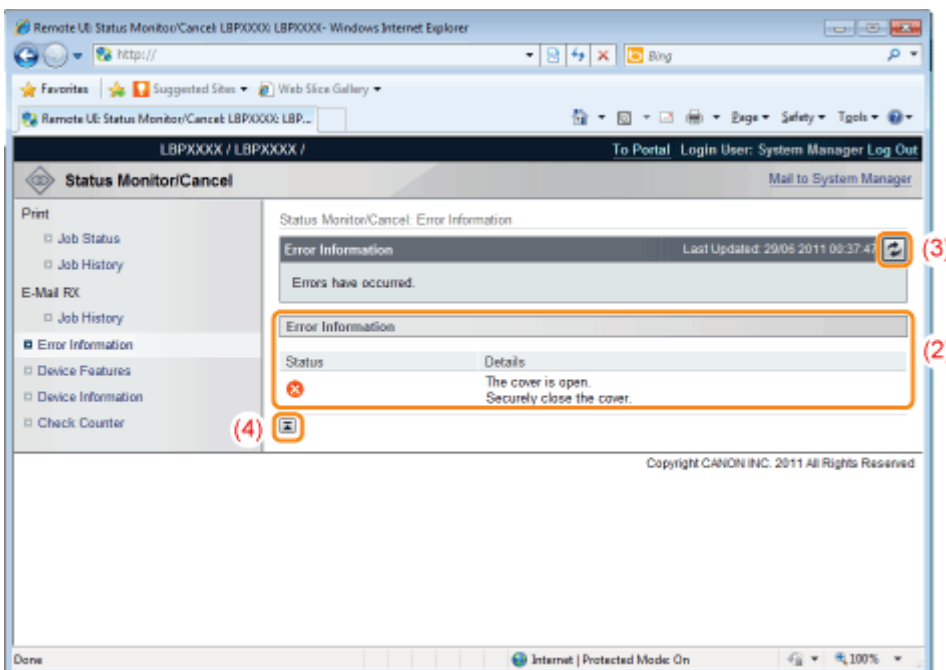 Remote UI: Status Monitor/Cancel: LBPXXXX: LBPXXXX- Windows Internet Explorer
http://
Bing
Favorites Suggested Sites Web Slice Gallery
Remote UI: Status Monitor/Cancel: LBPXXXX: LBP...
Page Safety Tools
LBPXXXX / LBPXXXX /
To Portal Login User: System Manager Log Out
Status Monitor/Cancel
Mail to System Manager
Print
Job Status
Job History
E-Mail RX
Job History
Error Information
Device Features
Device Information
Check Counter
Status Monitor/Cancel: Error Information
Error Information Last Updated: 29/06 2011 00:37:47
(3)
Errors have occurred.
Error Information
(2)
Status Details
The cover is open.
Securely close the cover.
(4)
Copyright CANON INC. 2011 All Rights Reserved
Done Internet | Protected Mode: On 100%